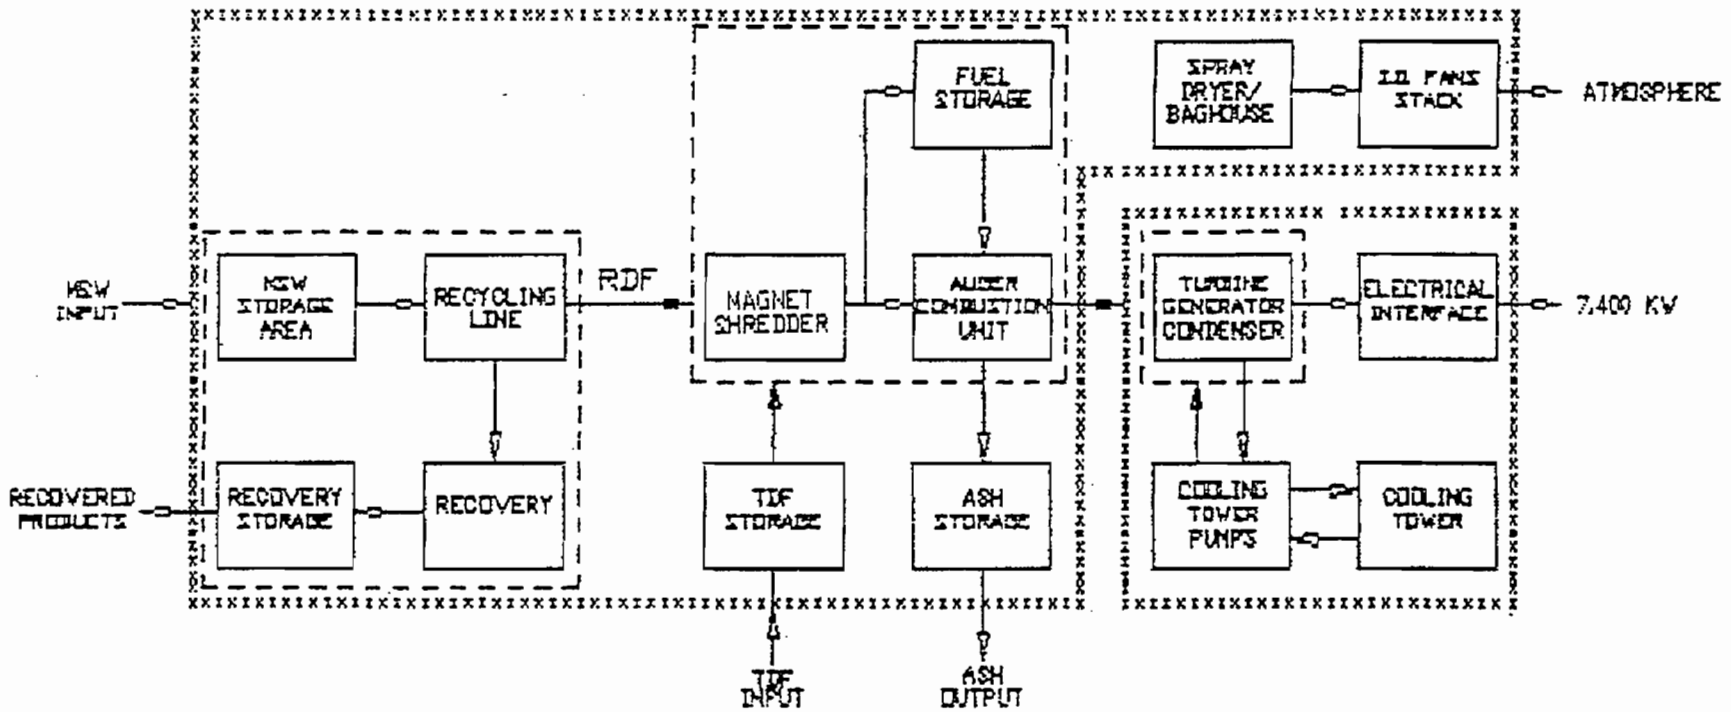 FUEL
STORAGE
SPRAY
DRYER/
BAGHOUSE
I.D. FANS
STACK
ATMOSPHERE
MSW
INPUT
MSW
STORAGE
AREA
RECYCLING
LINE
RDF
MAGNET
SHREDDER
AUGER
COMBUSTION
UNIT
TURBINE
GENERATOR
CONDENSER
ELECTRICAL
INTERFACE
7,400 KW
RECOVERED
PRODUCTS
RECOVERY
STORAGE
RECOVERY
TDF
STORAGE
ASH
STORAGE
COOLING
TOWER
PUMPS
COOLING
TOWER
TDF
INPUT
ASH
OUTPUT